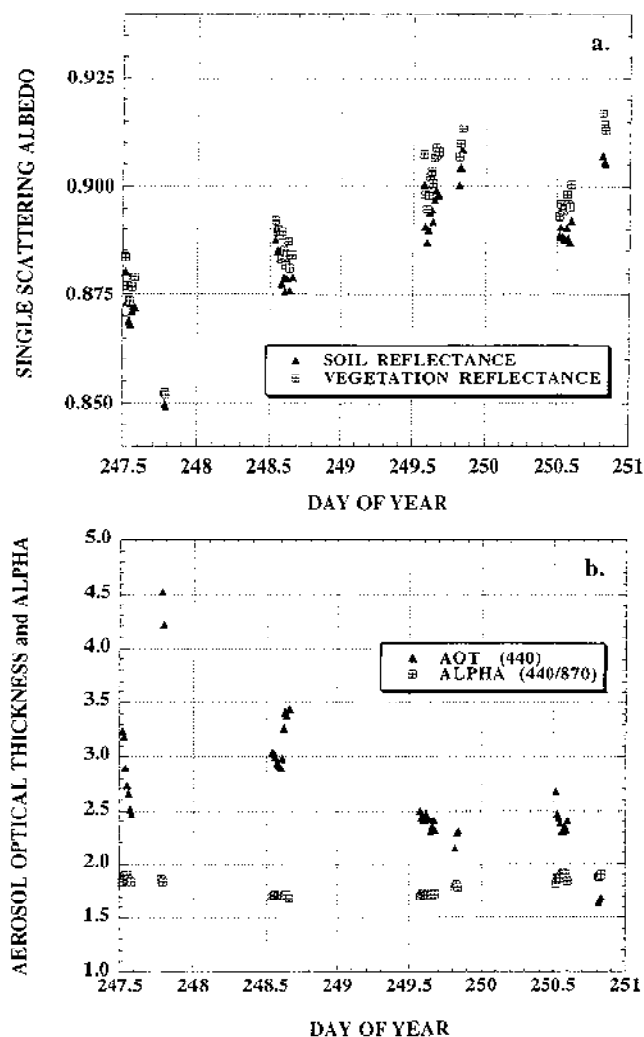 a.
SINGLE SCATTERING ALBEDO
0.925
0.900
0.875
0.850
SOIL REFLECTANCE
VEGETATION REFLECTANCE
247.5 248 248.5 249 249.5 250 250.5 251
DAY OF YEAR
b.
AEROSOL OPTICAL THICKNESS and ALPHA
5.0
4.5
4.0
3.5
3.0
2.5
2.0
1.5
1.0
AOT (440)
ALPHA (440/870)
247.5 248 248.5 249 249.5 250 250.5 251
DAY OF YEAR